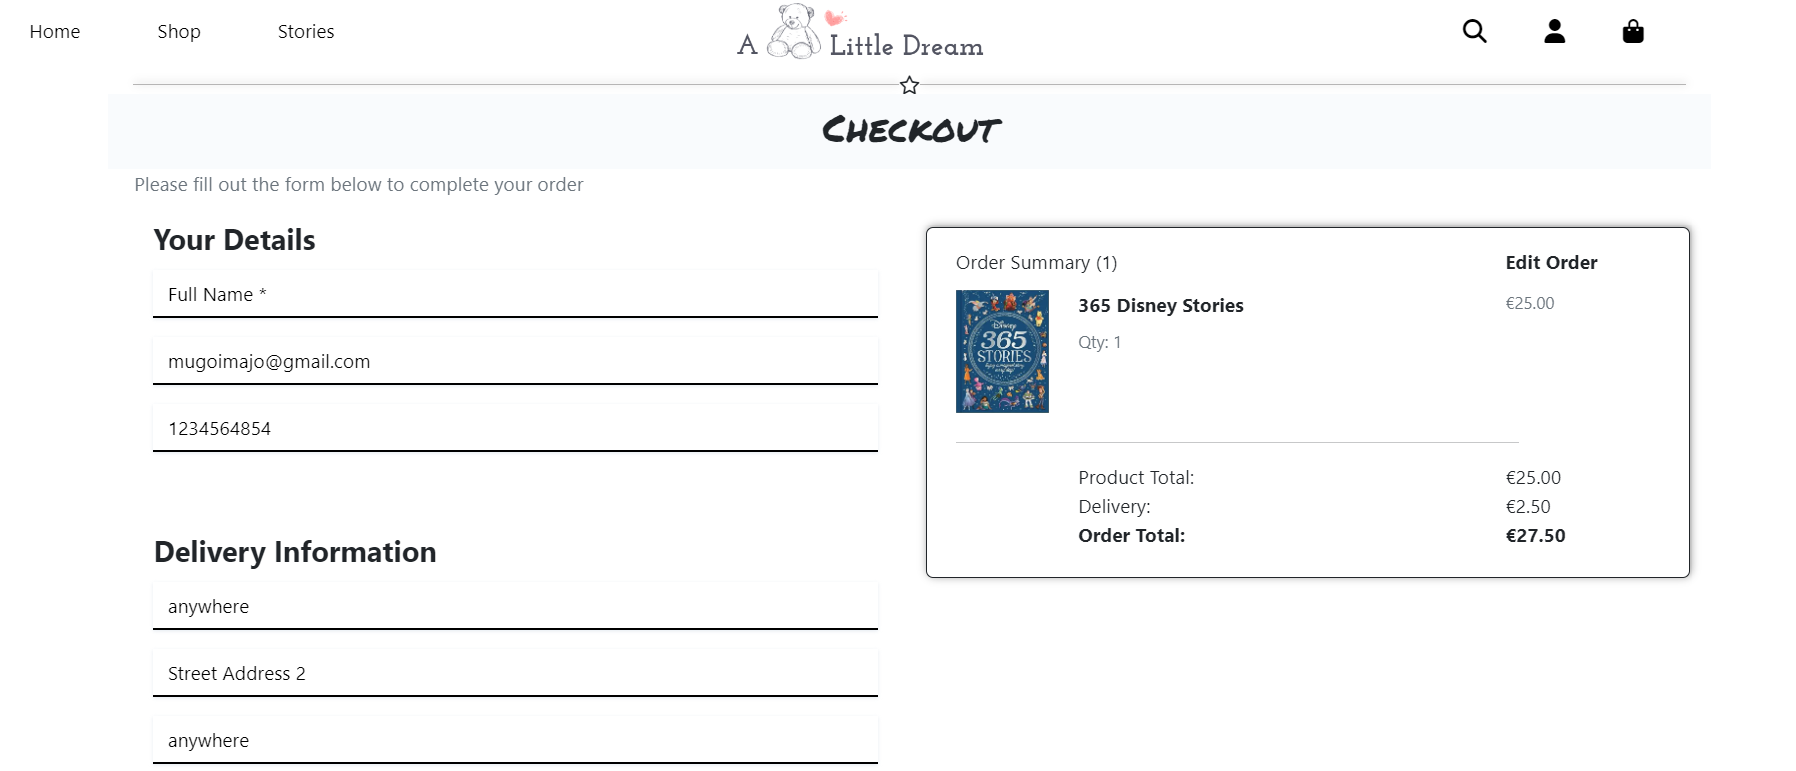 Home Shop Stories
A Little Dream
Checkout
Please fill out the form below to complete your order
Your Details
Full Name *
mugoimajo@gmail.com
1234564854
Delivery Information
anywhere
Street Address 2
anywhere
Order Summary (1) Edit Order
Disney
365
STORIES
365 Disney Stories €25.00
Qty: 1
Product Total: €25.00
Delivery: €2.50
Order Total: €27.50